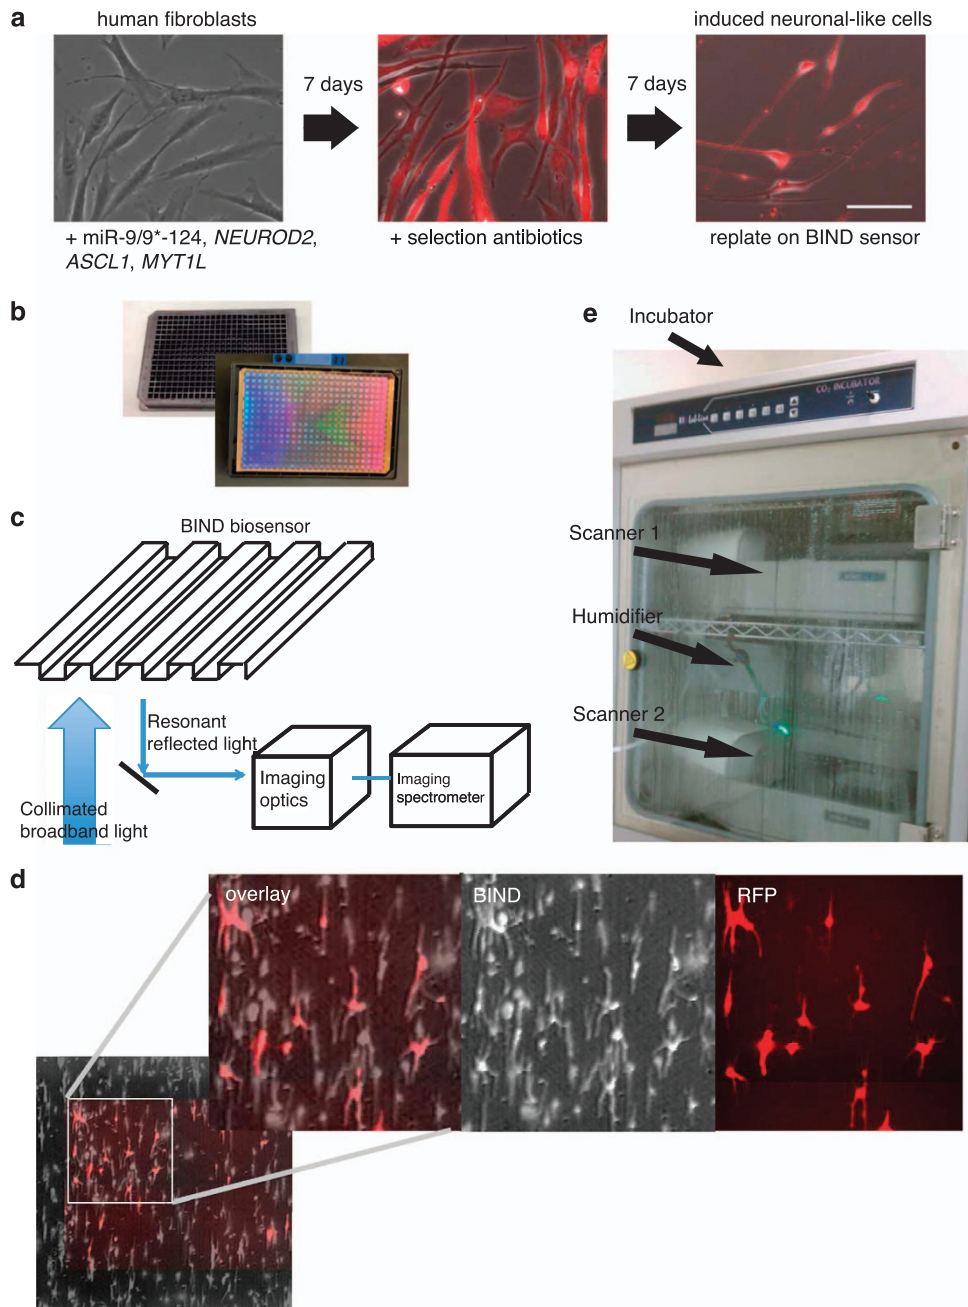 a
human fibroblasts
induced neuronal-like cells
7 days
7 days
+ miR-9/9*-124, NEUROD2,
ASCL1, MYT1L
+ selection antibiotics
replate on BIND sensor
b
e
Incubator
CO₂ INCUBATOR
Scanner 1
Humidifier
Scanner 2
c
BIND biosensor
Resonant
reflected light
Collimated
broadband light
Imaging
optics
Imaging
spectrometer
d
overlay
BIND
RFP